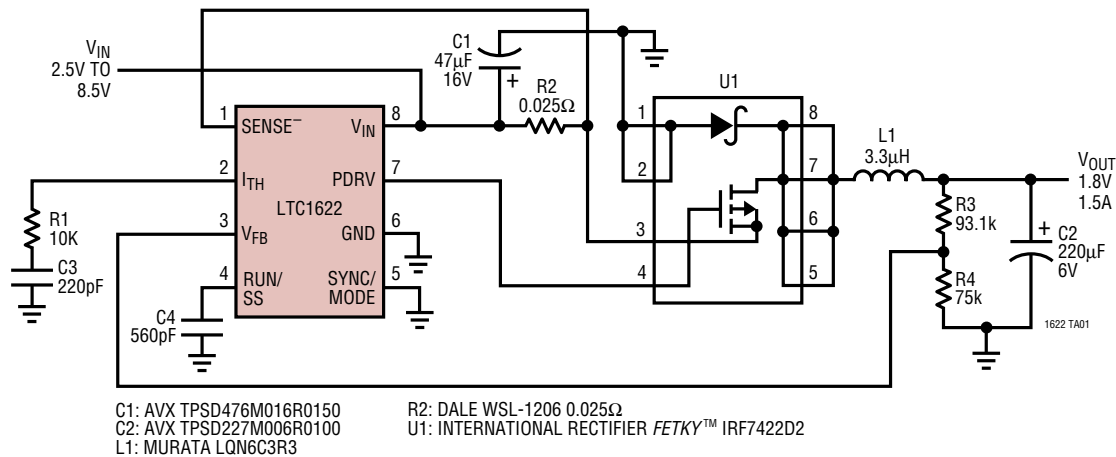 VIN
2.5V TO
8.5V
C1
47µF
16V
+
R2
0.025Ω
U1
1
SENSE–
VIN
8
2
ITH
PDRV
7
LTC1622
3
VFB
GND
6
4
RUN/
SS
SYNC/
MODE
5
R1
10K
C3
220pF
C4
560pF
1
2
3
4
8
7
6
5
L1
3.3µH
VOUT
1.8V
1.5A
R3
93.1k
R4
75k
+
C2
220µF
6V
1622 TA01
C1: AVX TPSD476M016R0150
C2: AVX TPSD227M006R0100
L1: MURATA LQN6C3R3
R2: DALE WSL-1206 0.025Ω
U1: INTERNATIONAL RECTIFIER FETKY™ IRF7422D2